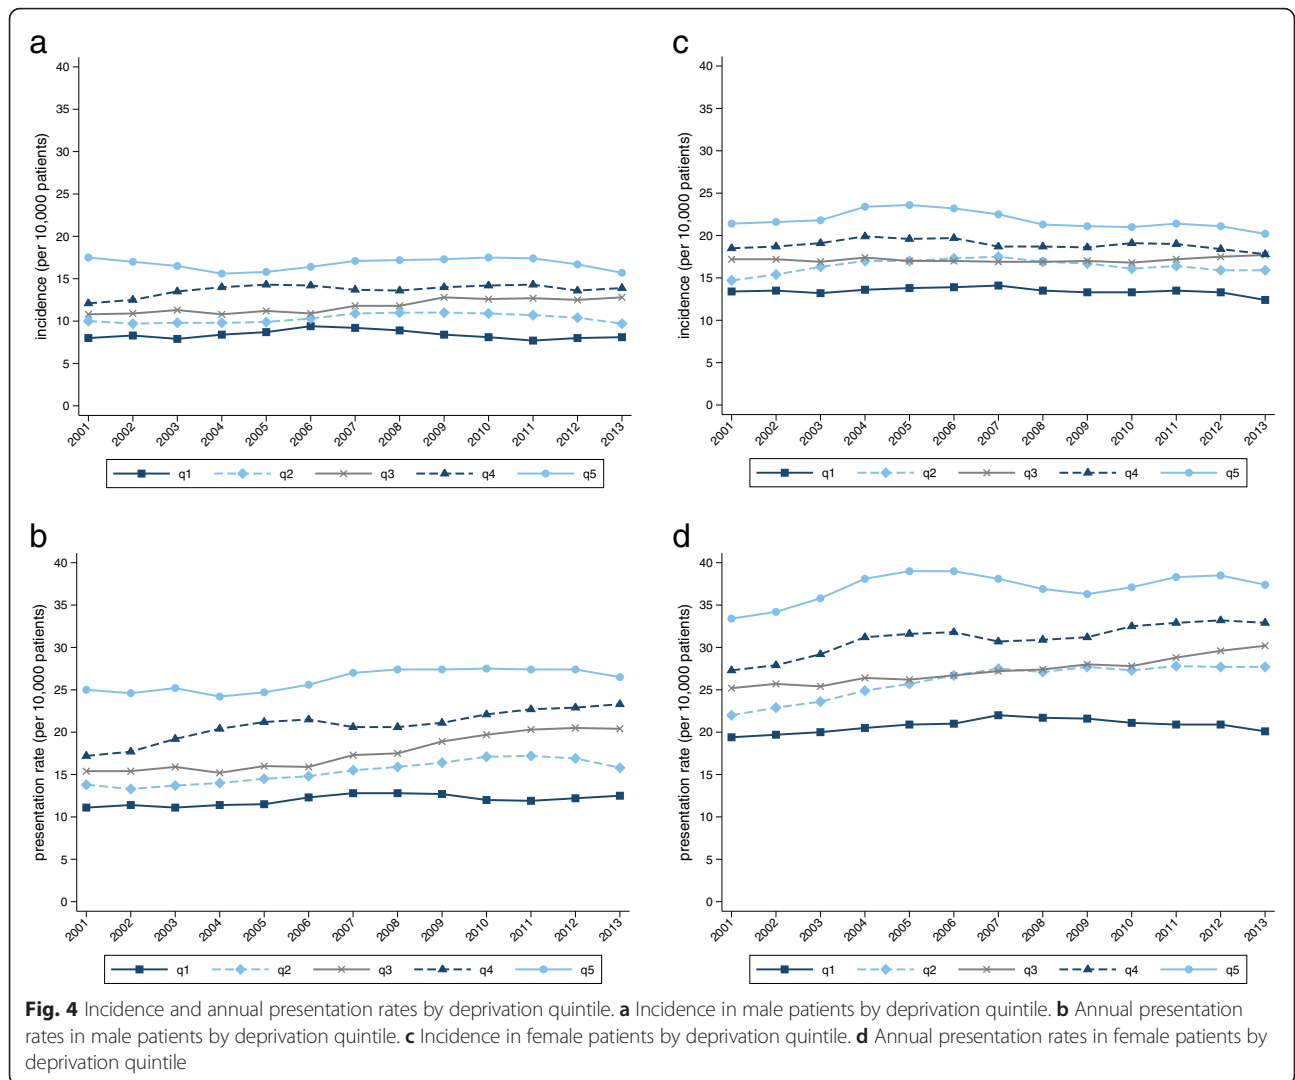 a
incidence (per 10,000 patients)
40
35
30
25
20
15
10
5
0
2001 2002 2003 2004 2005 2006 2007 2008 2009 2010 2011 2012 2013
q1 q2 q3 q4 q5
c
incidence (per 10,000 patients)
40
35
30
25
20
15
10
5
0
2001 2002 2003 2004 2005 2006 2007 2008 2009 2010 2011 2012 2013
q1 q2 q3 q4 q5
b
presentation rate (per 10,000 patients)
40
35
30
25
20
15
10
5
0
2001 2002 2003 2004 2005 2006 2007 2008 2009 2010 2011 2012 2013
q1 q2 q3 q4 q5
d
presentation rate (per 10,000 patients)
40
35
30
25
20
15
10
5
0
2001 2002 2003 2004 2005 2006 2007 2008 2009 2010 2011 2012 2013
q1 q2 q3 q4 q5
Fig. 4 Incidence and annual presentation rates by deprivation quintile. a Incidence in male patients by deprivation quintile. b Annual presentation
rates in male patients by deprivation quintile. c Incidence in female patients by deprivation quintile. d Annual presentation rates in female patients by
deprivation quintile